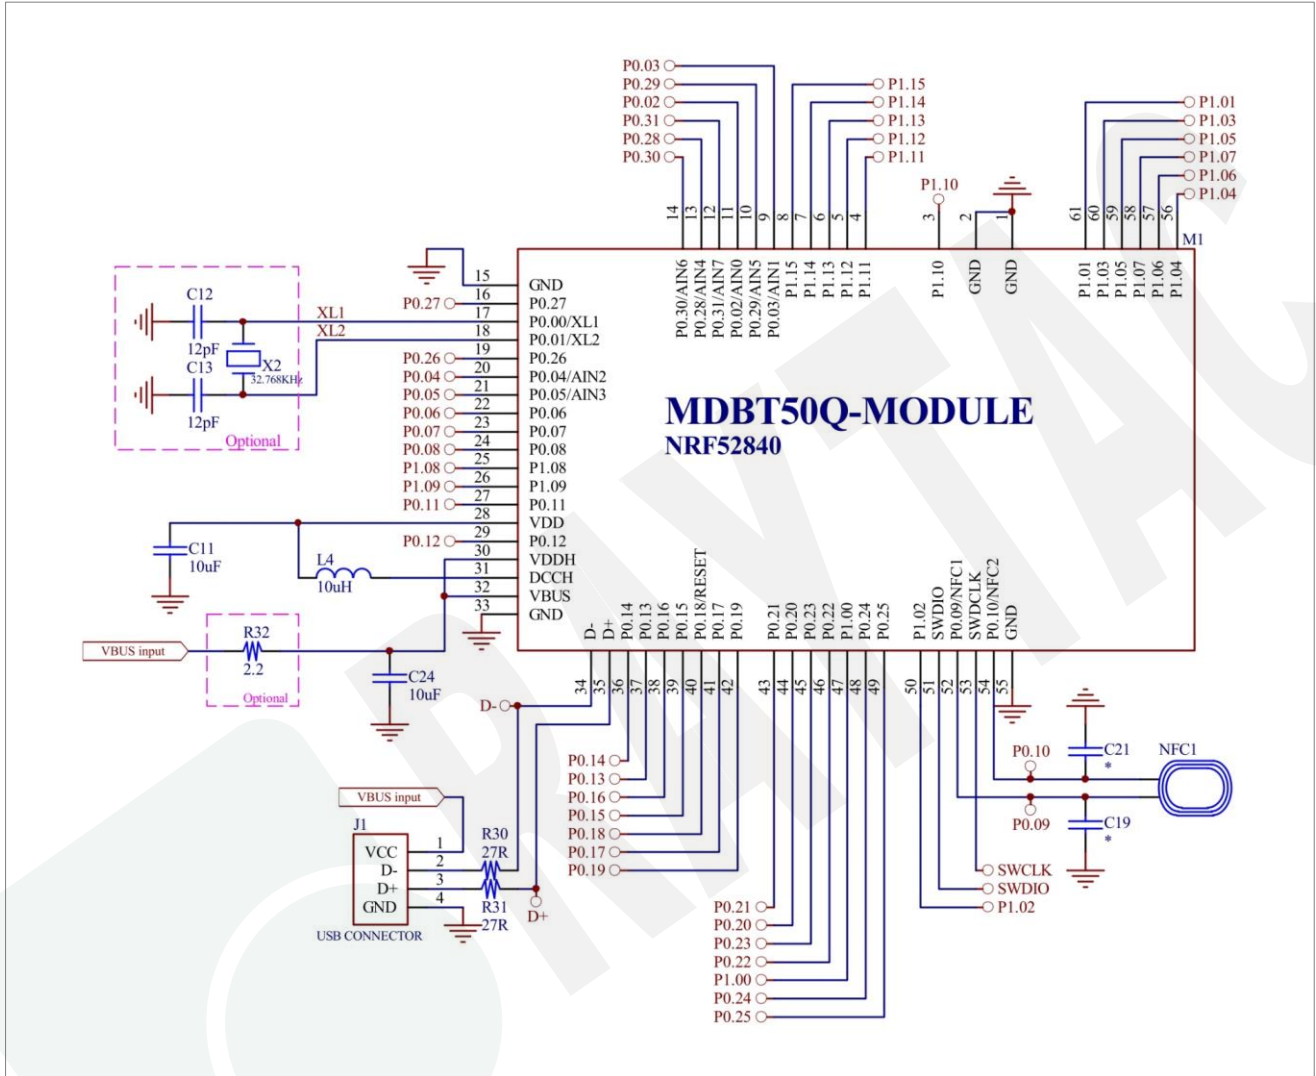 P0.03
P0.29
P0.02
P0.31
P0.28
P0.30
P1.15
P1.14
P1.13
P1.12
P1.11
P1.10
P1.01
P1.03
P1.05
P1.07
P1.06
P1.04
14
13
12
11
10
9
8
7
6
5
4
3
2
1
61
60
59
58
57
56
M1
P0.30/AIN6
P0.28/AIN4
P0.31/AIN7
P0.02/AIN0
P0.29/AIN5
P0.03/AIN1
P1.15
P1.14
P1.13
P1.12
P1.11
P1.10
GND
GND
P1.01
P1.03
P1.05
P1.07
P1.06
P1.04
15 GND
P0.27 16 P0.27
XL1 17 P0.00/XL1
XL2 18 P0.01/XL2
P0.26 19 P0.26
P0.04 20 P0.04/AIN2
P0.05 21 P0.05/AIN3
P0.06 22 P0.06
P0.07 23 P0.07
P0.08 24 P0.08
P1.08 25 P1.08
P1.09 26 P1.09
P0.11 27 P0.11
28 VDD
P0.12 29 P0.12
30 VDDH
31 DCCH
32 VBUS
33 GND
C12
12pF
C13
12pF
X2
32.768KHz
Optional
MDBT50Q-MODULE
NRF52840
RAYTAC
C11
10uF
L4
10uH
VBUS input
R32
2.2
Optional
C24
10uF
D-
D+
P0.14
P0.13
P0.16
P0.15
P0.18/RESET
P0.17
P0.19
P0.21
P0.20
P0.23
P0.22
P1.00
P0.24
P0.25
P1.02
SWDIO
P0.09/NFC1
SWDCLK
P0.10/NFC2
GND
34
35
36
37
38
39
40
41
42
43
44
45
46
47
48
49
50
51
52
53
54
55
D-
P0.14
P0.13
P0.16
P0.15
P0.18
P0.17
P0.19
P0.10
C21
*
NFC1
P0.09
C19
*
SWCLK
SWDIO
P1.02
VBUS input
J1
VCC 1
D- 2
D+ 3
GND 4
USB CONNECTOR
R30
27R
R31
27R
D+
P0.21
P0.20
P0.23
P0.22
P1.00
P0.24
P0.25